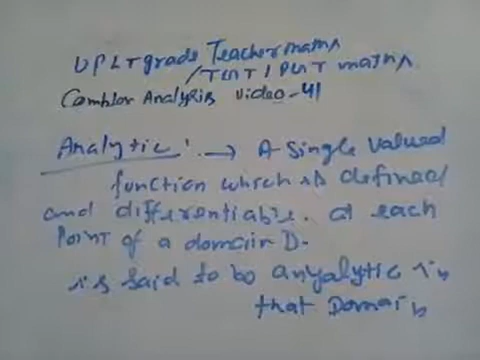 UP LT grade Teacher maths
/TGT / PGT maths
Complex Analysis video-41
Analytic :→ A single valued
function which is defined
and differentiable. at each
Point of a domain D.
is said to be anyalytic in
that Domain